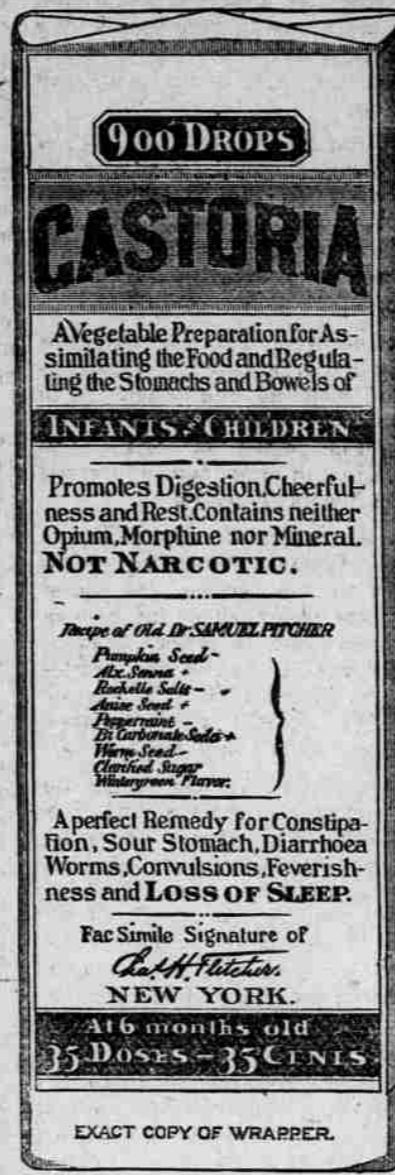 900 DROPS
CASTORIA
A Vegetable Preparation for As-
similating the Food and Regula-
ting the Stomachs and Bowels of
INFANTS & CHILDREN
Promotes Digestion, Cheerful-
ness and Rest. Contains neither
Opium, Morphine nor Mineral.
NOT NARCOTIC.
Recipe of Old Dr SAMUEL PITCHER
Pumpkin Seed -
Alx. Senna +
Rochelle Salts -
Anise Seed +
Peppermint -
Bi Carbonate Soda +
Worm Seed -
Clarified Sugar
Wintergreen Flavor.
A perfect Remedy for Constipa-
tion, Sour Stomach, Diarrhoea
Worms, Convulsions, Feverish-
ness and LOSS OF SLEEP.
Fac Simile Signature of
Chas. H. Fletcher.
NEW YORK.
At 6 months old
35 DOSES - 35 CENTS
EXACT COPY OF WRAPPER.